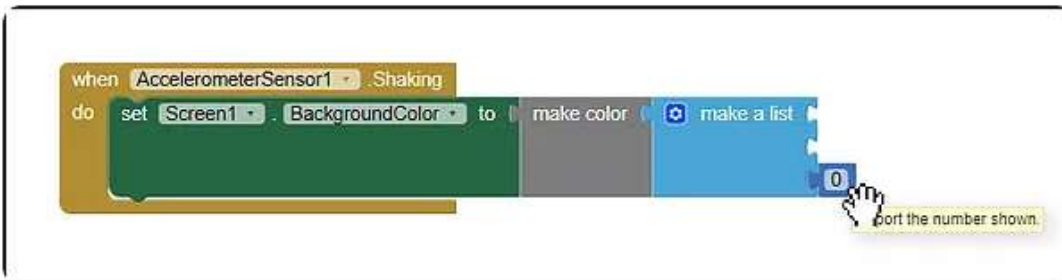 when AccelerometerSensor1 .Shaking
do set Screen1 . BackgroundColor to make color make a list
0
port the number shown.